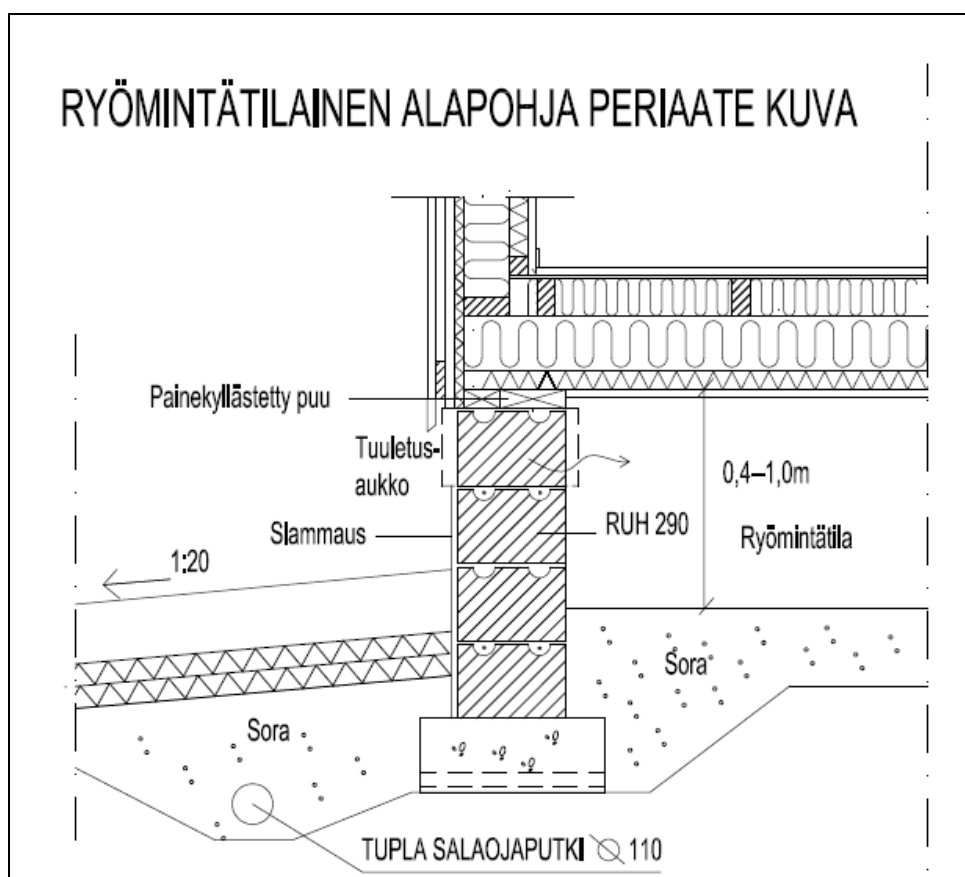 RYÖMINTÄTILAINEN ALAPOHJA PERIAATE KUVA
Painekyllästetty puu
Tuuletus-
aukko
0,4–1,0m
Slammaus
RUH 290
Ryömintätila
1:20
Sora
Sora
TUPLA SALAOJAPUTKI ∅ 110